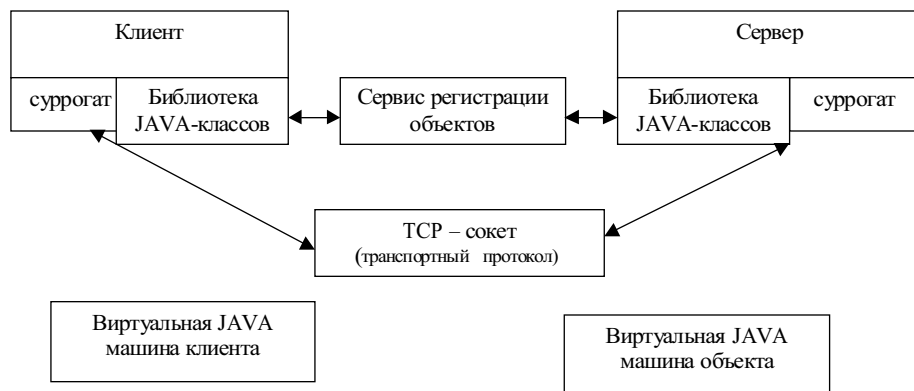 Клиент
Сервер
суррогат
Библиотека
JAVA-классов
Сервис регистрации
объектов
Библиотека
JAVA-классов
суррогат
TCP – сокет
(транспортный протокол)
Виртуальная JAVA
машина клиента
Виртуальная JAVA
машина объекта